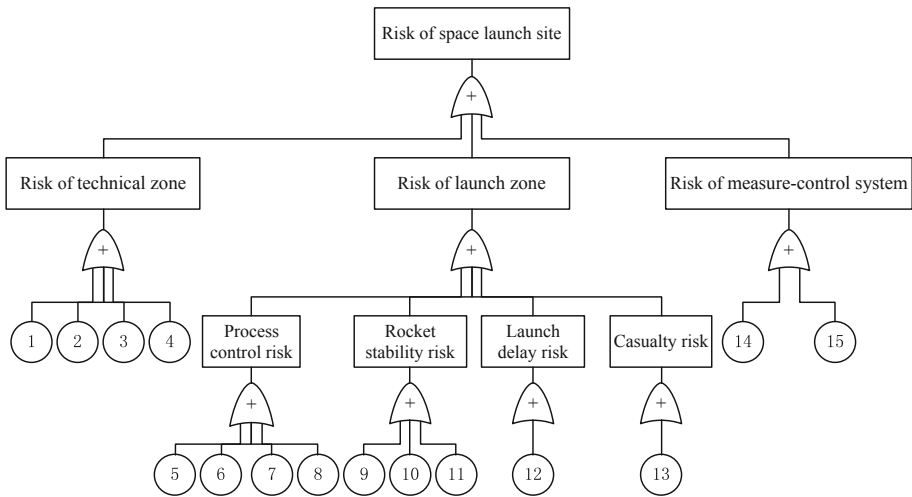 Risk of space launch site
+
Risk of technical zone
Risk of launch zone
Risk of measure-control system
+
+
+
1
2
3
4
Process
control risk
Rocket
stability risk
Launch
delay risk
Casualty risk
14
15
+
+
+
+
5
6
7
8
9
10
11
12
13